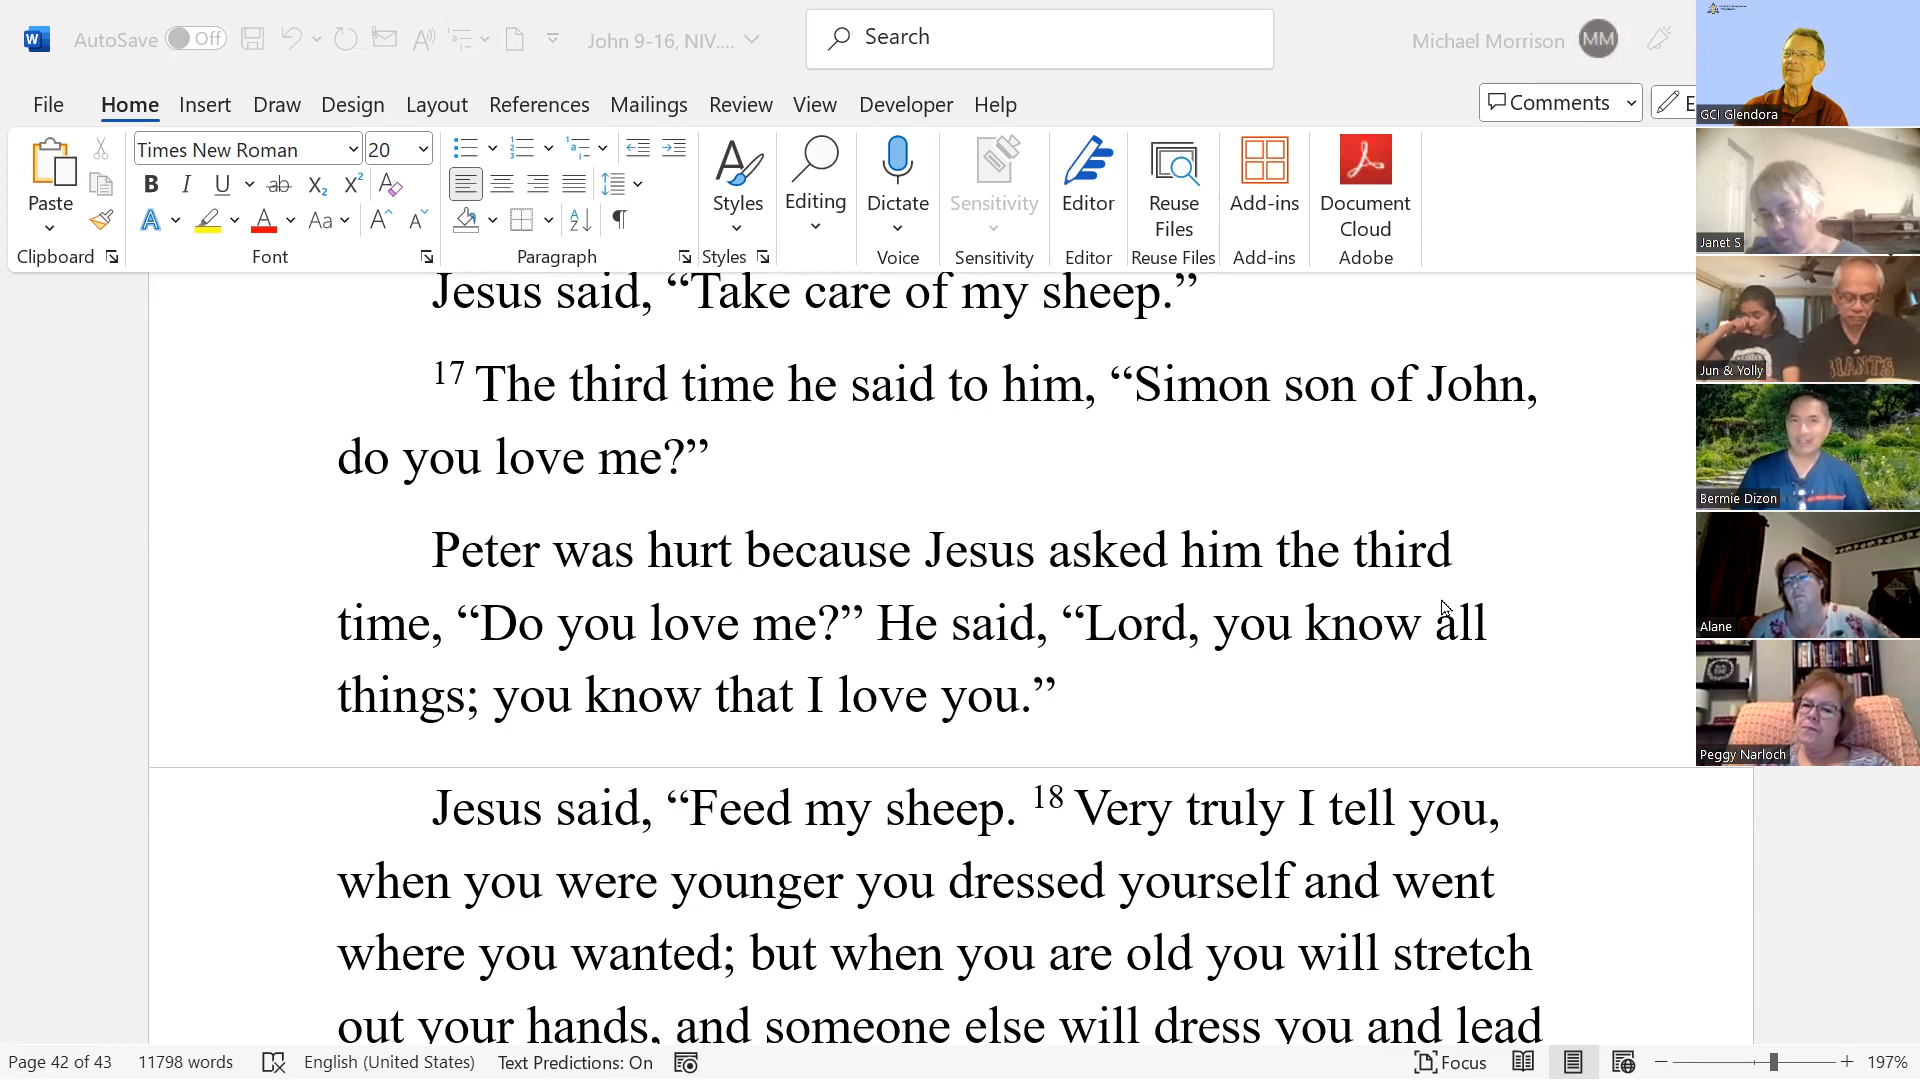 AutoSave Off John 9-16, NIV.... Search Michael Morrison MM
File Home Insert Draw Design Layout References Mailings Review View Developer Help Comments E
Paste
Times New Roman 20
B I U ab X₂ X² A
A A Aa A A
Styles Editing Dictate Sensitivity Editor Reuse Files Add-ins Document Cloud
Clipboard Font Paragraph Styles Voice Sensitivity Editor Reuse Files Add-ins Adobe
Jesus said, “Take care of my sheep.”
17 The third time he said to him, “Simon son of John,
do you love me?”
Peter was hurt because Jesus asked him the third
time, “Do you love me?” He said, “Lord, you know all
things; you know that I love you.”
Jesus said, “Feed my sheep. 18 Very truly I tell you,
when you were younger you dressed yourself and went
where you wanted; but when you are old you will stretch
out your hands, and someone else will dress you and lead
Page 42 of 43 11798 words English (United States) Text Predictions: On Focus 197%
GCI Glendora
Janet S
GIANTS
Jun & Yolly
Bermie Dizon
Alane
Peggy Narloch